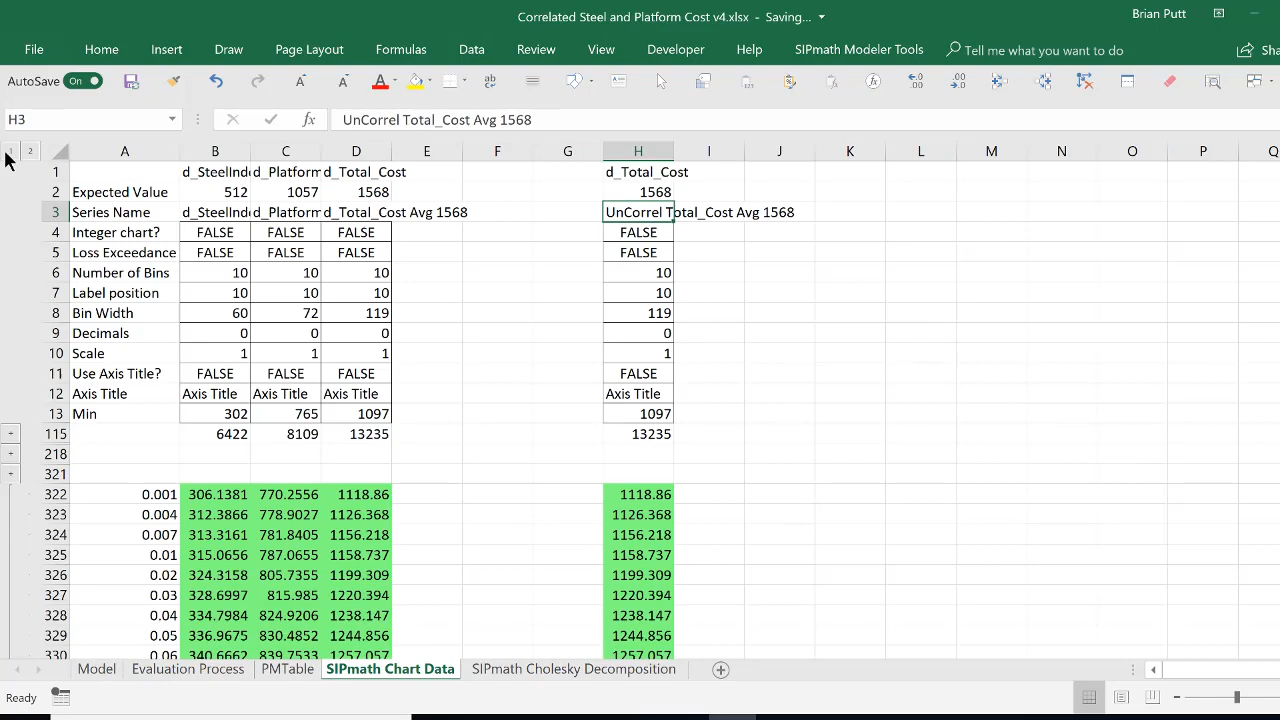 Correlated Steel and Platform Cost v4.xlsx - Saving...
Brian Putt
File Home Insert Draw Page Layout Formulas Data Review View Developer Help SIPmath Modeler Tools Tell me what you want to do Sha
AutoSave On
H3 fx UnCorrel Total_Cost Avg 1568
1 2 A B C D E F G H I J K L M N O P Q
1 d_SteelInd d_Platform d_Total_Cost d_Total_Cost
2 Expected Value 512 1057 1568 1568
3 Series Name d_SteelInd d_Platform d_Total_Cost Avg 1568 UnCorrel Total_Cost Avg 1568
4 Integer chart? FALSE FALSE FALSE FALSE
5 Loss Exceedance FALSE FALSE FALSE FALSE
6 Number of Bins 10 10 10 10
7 Label position 10 10 10 10
8 Bin Width 60 72 119 119
9 Decimals 0 0 0 0
10 Scale 1 1 1 1
11 Use Axis Title? FALSE FALSE FALSE FALSE
12 Axis Title Axis Title Axis Title Axis Title Axis Title
13 Min 302 765 1097 1097
115 6422 8109 13235 13235
218
321
322 0.001 306.1381 770.2556 1118.86 1118.86
323 0.004 312.3866 778.9027 1126.368 1126.368
324 0.007 313.3161 781.8405 1156.218 1156.218
325 0.01 315.0656 787.0655 1158.737 1158.737
326 0.02 324.3158 805.7355 1199.309 1199.309
327 0.03 328.6997 815.985 1220.394 1220.394
328 0.04 334.7984 824.9206 1238.147 1238.147
329 0.05 336.9675 830.4852 1244.856 1244.856
330 0.06 340.6662 839.7533 1257.057 1257.057
Model Evaluation Process PMTable SIPmath Chart Data SIPmath Cholesky Decomposition
Ready